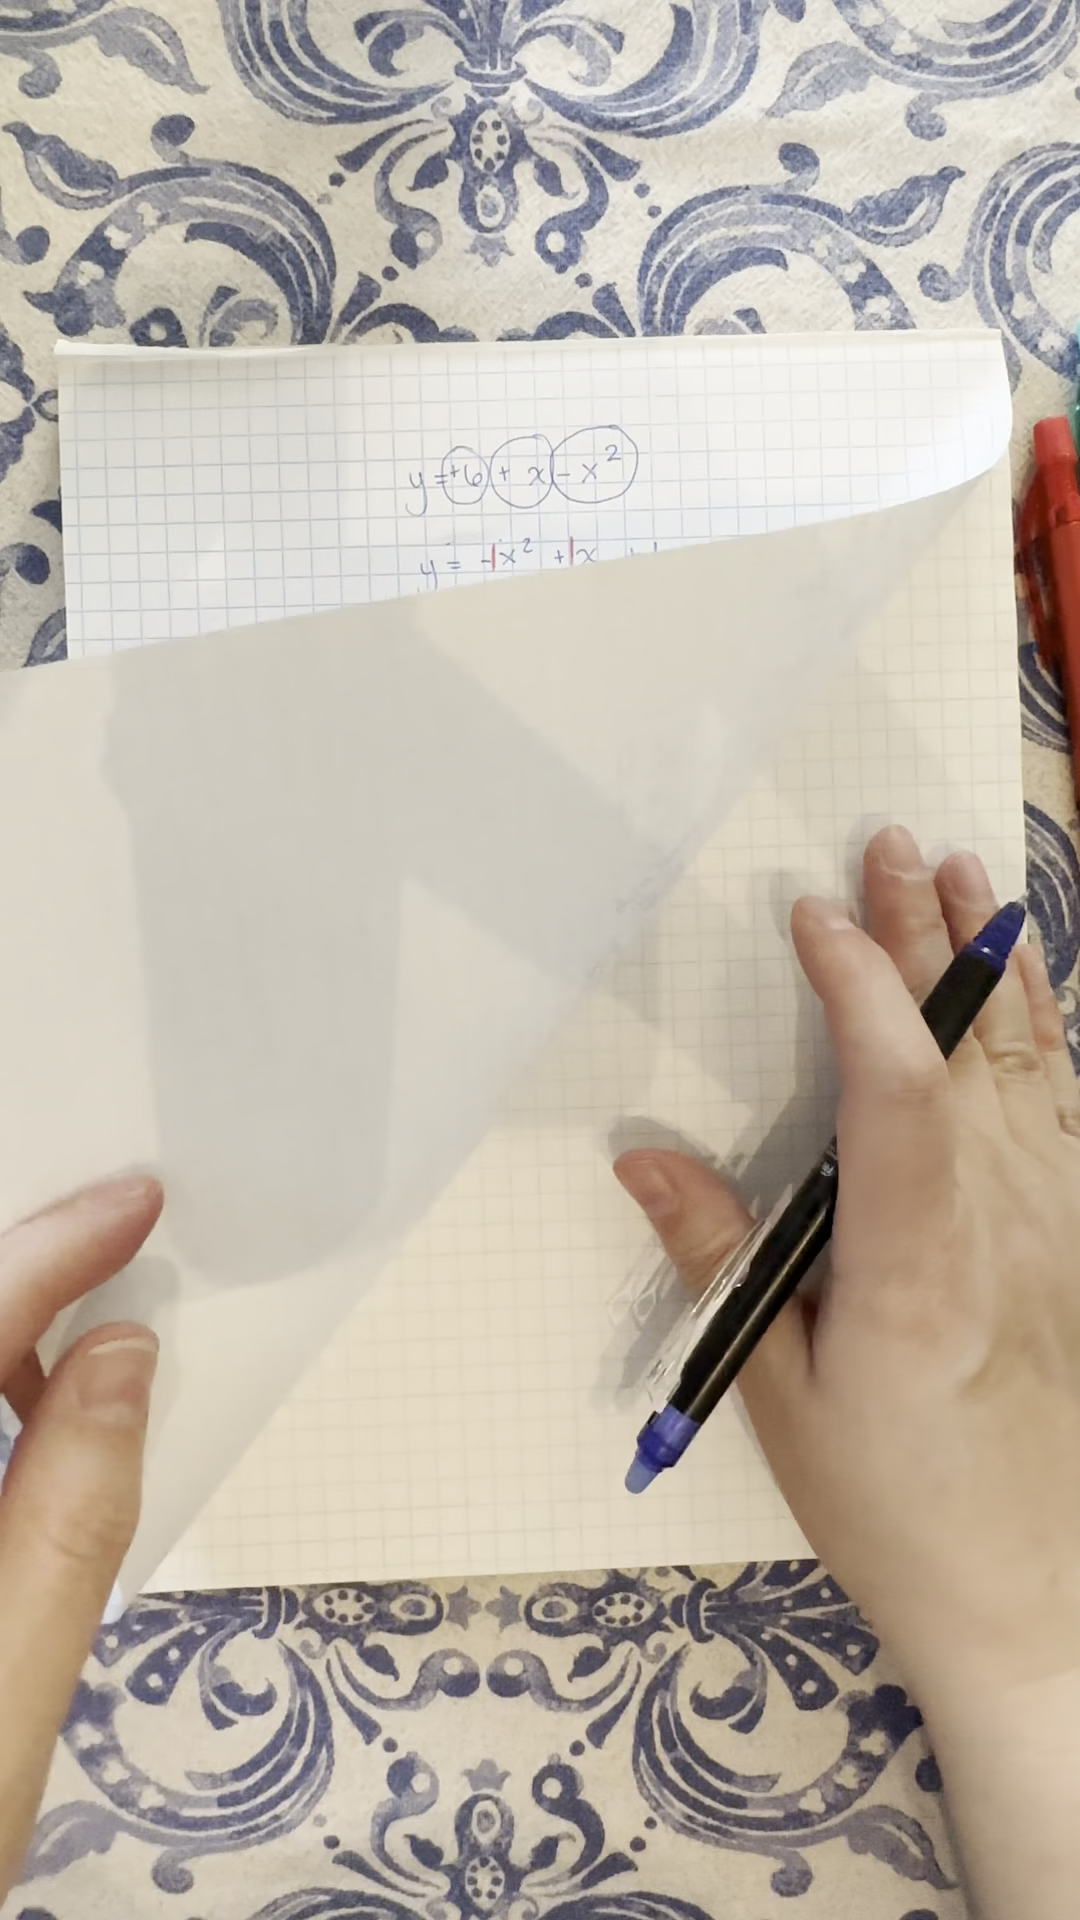 y = +6 + x - x²
y = -1x² + 1x